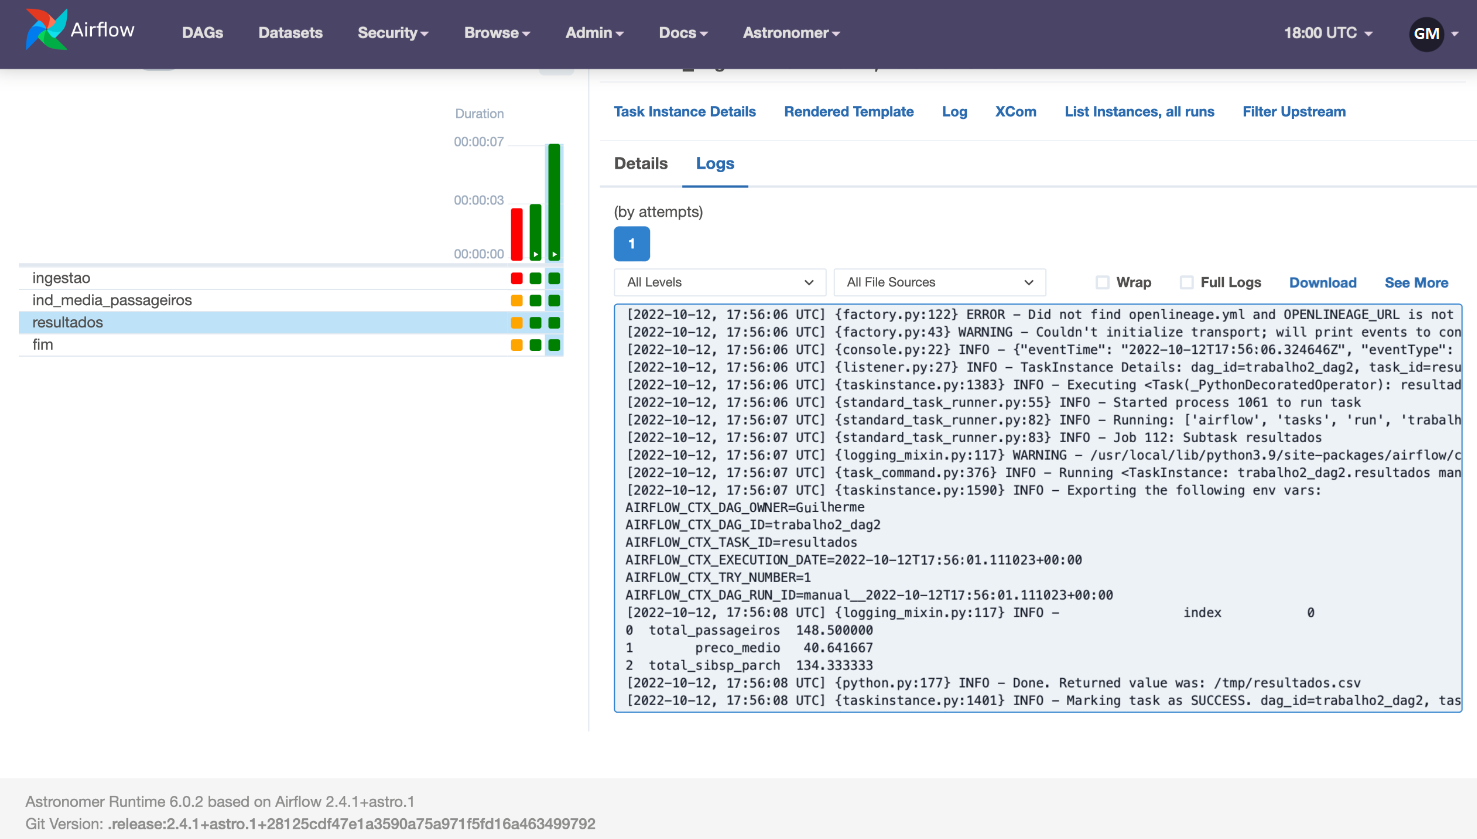 Airflow
DAGs
Datasets
Security
Browse
Admin
Docs
Astronomer
18:00 UTC
GM
Duration
00:00:07
00:00:03
00:00:00
ingestao
ind_media_passageiros
resultados
fim
Task Instance Details
Rendered Template
Log
XCom
List Instances, all runs
Filter Upstream
Details
Logs
(by attempts)
1
All Levels
All File Sources
Wrap
Full Logs
Download
See More
[2022-10-12, 17:56:06 UTC] {factory.py:122} ERROR - Did not find openlineage.yml and OPENLINEAGE_URL is not
[2022-10-12, 17:56:06 UTC] {factory.py:43} WARNING - Couldn't initialize transport; will print events to con
[2022-10-12, 17:56:06 UTC] {console.py:22} INFO - {"eventTime": "2022-10-12T17:56:06.324646Z", "eventType":
[2022-10-12, 17:56:06 UTC] {listener.py:27} INFO - TaskInstance Details: dag_id=trabalho2_dag2, task_id=resu
[2022-10-12, 17:56:06 UTC] {taskinstance.py:1383} INFO - Executing <Task(_PythonDecoratedOperator): resultad
[2022-10-12, 17:56:06 UTC] {standard_task_runner.py:55} INFO - Started process 1061 to run task
[2022-10-12, 17:56:07 UTC] {standard_task_runner.py:82} INFO - Running: ['airflow', 'tasks', 'run', 'trabalh
[2022-10-12, 17:56:07 UTC] {standard_task_runner.py:83} INFO - Job 112: Subtask resultados
[2022-10-12, 17:56:07 UTC] {logging_mixin.py:117} WARNING - /usr/local/lib/python3.9/site-packages/airflow/c
[2022-10-12, 17:56:07 UTC] {task_command.py:376} INFO - Running <TaskInstance: trabalho2_dag2.resultados man
[2022-10-12, 17:56:07 UTC] {taskinstance.py:1590} INFO - Exporting the following env vars:
AIRFLOW_CTX_DAG_OWNER=Guilherme
AIRFLOW_CTX_DAG_ID=trabalho2_dag2
AIRFLOW_CTX_TASK_ID=resultados
AIRFLOW_CTX_EXECUTION_DATE=2022-10-12T17:56:01.111023+00:00
AIRFLOW_CTX_TRY_NUMBER=1
AIRFLOW_CTX_DAG_RUN_ID=manual__2022-10-12T17:56:01.111023+00:00
[2022-10-12, 17:56:08 UTC] {logging_mixin.py:117} INFO - index 0
0 total_passageiros 148.500000
1 preco_medio 40.641667
2 total_sibsp_parch 134.333333
[2022-10-12, 17:56:08 UTC] {python.py:177} INFO - Done. Returned value was: /tmp/resultados.csv
[2022-10-12, 17:56:08 UTC] {taskinstance.py:1401} INFO - Marking task as SUCCESS. dag_id=trabalho2_dag2, tas
Astronomer Runtime 6.0.2 based on Airflow 2.4.1+astro.1
Git Version: .release:2.4.1+astro.1+28125cdf47e1a3590a75a971f5fd16a463499792